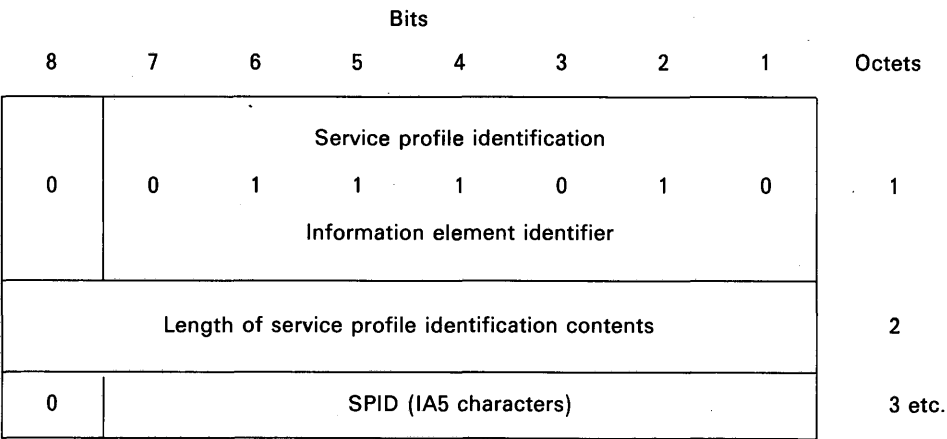 Bits
8 7 6 5 4 3 2 1 Octets
Service profile identification
0 0 1 1 1 0 1 0 1
Information element identifier
Length of service profile identification contents 2
0 SPID (IA5 characters) 3 etc.